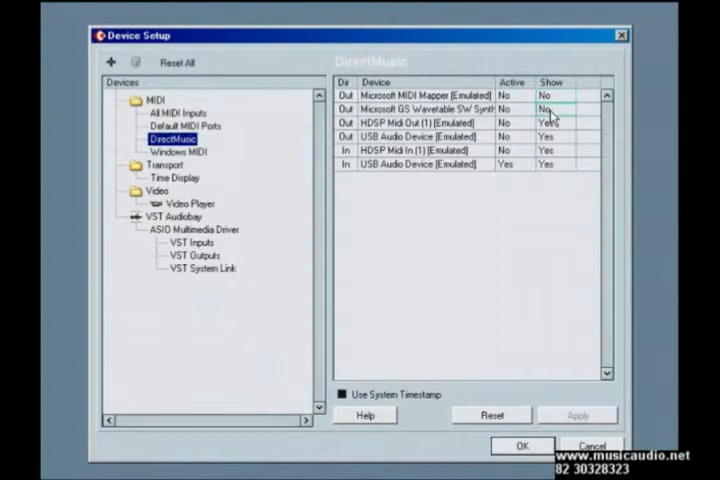 Device Setup
Reset All
DirectMusic
Devices
MIDI
All MIDI Inputs
Default MIDI Ports
DirectMusic
Windows MIDI
Transport
Time Display
Video
Video Player
VST Audiobay
ASIO Multimedia Driver
VST Inputs
VST Outputs
VST System Link
Dir Device Active Show
Out Microsoft MIDI Mapper [Emulated] No No
Out Microsoft GS Wavetable SW Synth No No
Out HDSP Midi Out (1) [Emulated] No Yes
Out USB Audio Device [Emulated] No Yes
In HDSP Midi In (1) [Emulated] No Yes
In USB Audio Device [Emulated] Yes Yes
Use System Timestamp
Help
Reset
Apply
OK
Cancel
www.musicaudio.net
82 30328323